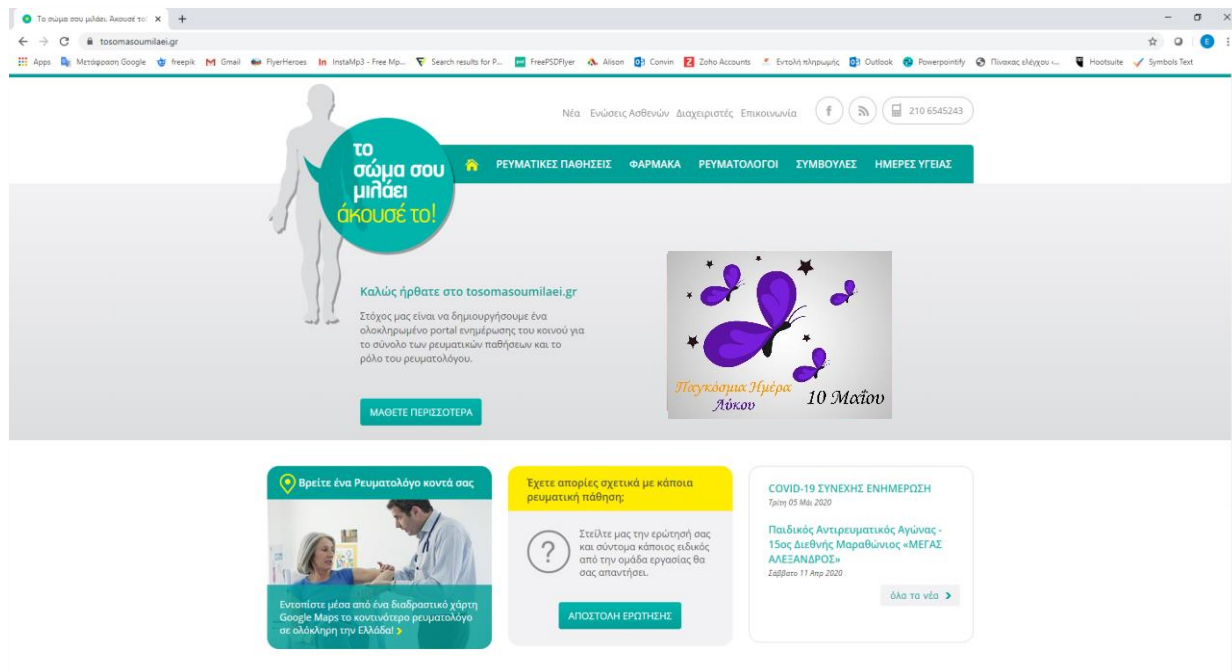 Το σώμα σου μιλάει. Άκουσέ το!
tosomasoumilaei.gr
Apps Μετάφραση Google freepik Gmail FlyerHeroes InstaMp3 - Free Mp... Search results for P... FreePSDFlyer Alison Convin Zoho Accounts Εντολή πληρωμής Outlook Powerpointify Πίνακας ελέγχου «... Hootsuite Symbols Text
Νέα Ενώσεις Ασθενών Διαχειριστές Επικοινωνία 210 6545243
το
σώμα σου
μιλάει
άκουσέ το!
ΡΕΥΜΑΤΙΚΕΣ ΠΑΘΗΣΕΙΣ ΦΑΡΜΑΚΑ ΡΕΥΜΑΤΟΛΟΓΟΙ ΣΥΜΒΟΥΛΕΣ ΗΜΕΡΕΣ ΥΓΕΙΑΣ
Καλώς ήρθατε στο tosomasoumilaei.gr
Στόχος μας είναι να δημιουργήσουμε ένα
ολοκληρωμένο portal ενημέρωσης του κοινού για
το σύνολο των ρευματικών παθήσεων και το
ρόλο του ρευματολόγου.
ΜΑΘΕΤΕ ΠΕΡΙΣΣΟΤΕΡΑ
Παγκόσμια Ημέρα
Λύκου
10 Μαΐου
Βρείτε ένα Ρευματολόγο κοντά σας
Εντοπίστε μέσα από ένα διαδραστικό χάρτη
Google Maps το κοντινότερο ρευματολόγο
σε ολόκληρη την Ελλάδα!
Έχετε απορίες σχετικά με κάποια
ρευματική πάθηση;
Στείλτε μας την ερώτησή σας
και σύντομα κάποιος ειδικός
από την ομάδα εργασίας θα
σας απαντήσει.
ΑΠΟΣΤΟΛΗ ΕΡΩΤΗΣΗΣ
COVID-19 ΣΥΝΕΧΗΣ ΕΝΗΜΕΡΩΣΗ
Τρίτη 05 Μάι 2020
Παιδικός Αντιρευματικός Αγώνας -
15ος Διεθνής Μαραθώνιος «ΜΕΓΑΣ
ΑΛΕΞΑΝΔΡΟΣ»
Σάββατο 11 Απρ 2020
όλα τα νέα